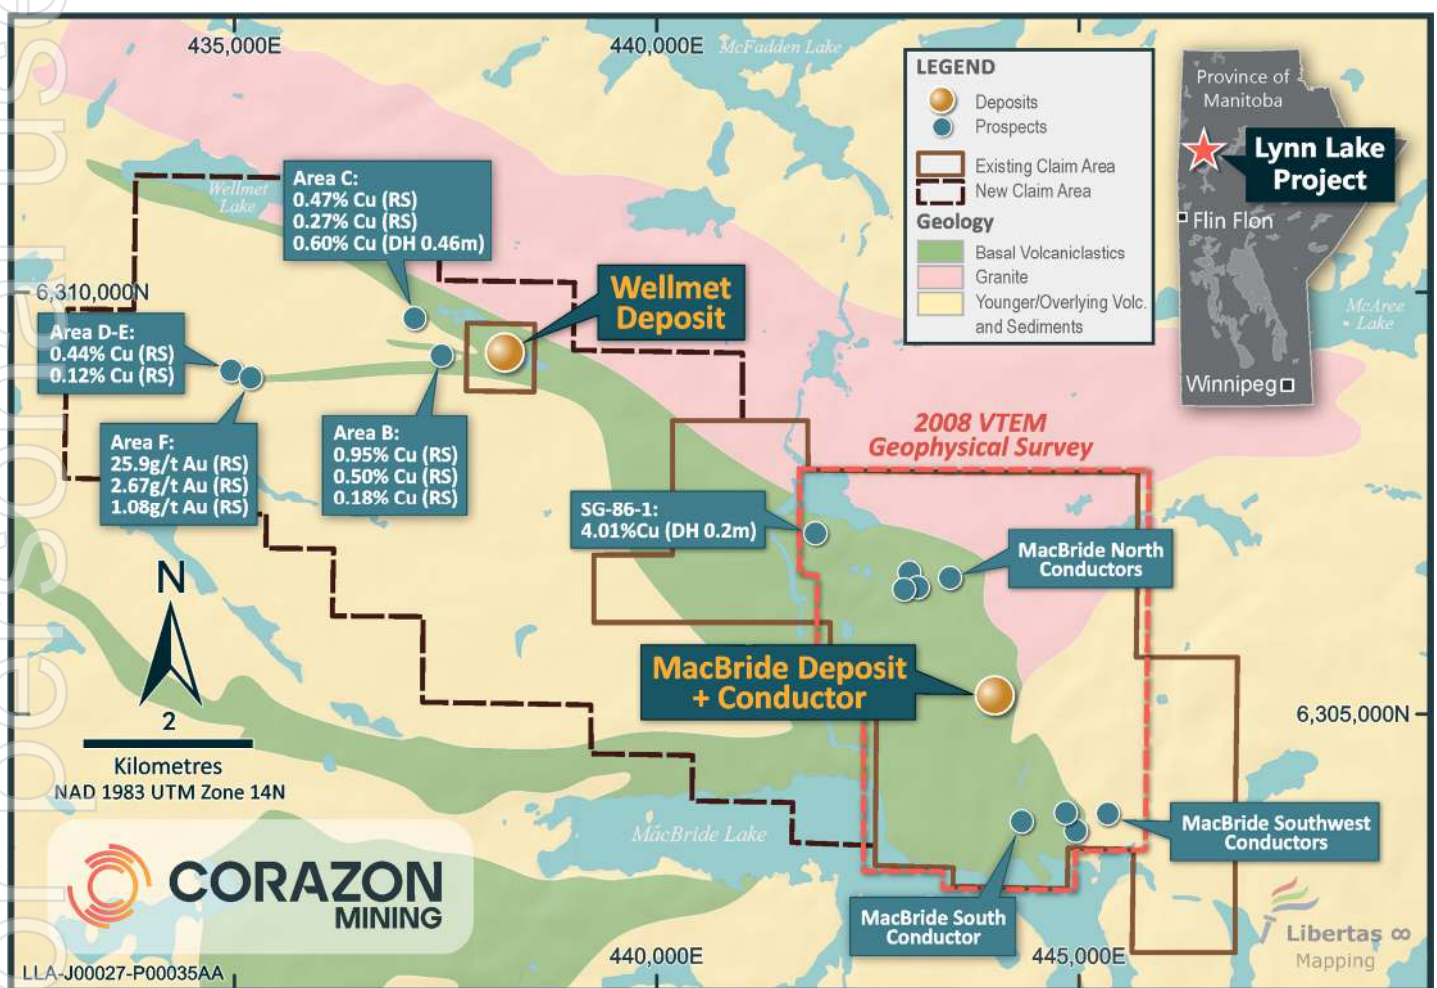 For personal use
435,000E
440,000E
McFadden Lake
LEGEND
Deposits
Prospects
Existing Claim Area
New Claim Area
Geology
Basal Volcaniclastics
Granite
Younger/Overlying Volc.
and Sediments
Province of
Manitoba
Lynn Lake
Project
Flin Flon
Winnipeg
McAree
Lake
Wellmet
Lake
Area C:
0.47% Cu (RS)
0.27% Cu (RS)
0.60% Cu (DH 0.46m)
6,310,000N
Wellmet
Deposit
Area D-E:
0.44% Cu (RS)
0.12% Cu (RS)
Area F:
25.9g/t Au (RS)
2.67g/t Au (RS)
1.08g/t Au (RS)
Area B:
0.95% Cu (RS)
0.50% Cu (RS)
0.18% Cu (RS)
2008 VTEM
Geophysical Survey
SG-86-1:
4.01%Cu (DH 0.2m)
MacBride North
Conductors
N
2
Kilometres
NAD 1983 UTM Zone 14N
MacBride Deposit
+ Conductor
6,305,000N
MacBride Lake
MacBride Southwest
Conductors
MacBride South
Conductor
CORAZON
MINING
440,000E
445,000E
Libertas ∞
Mapping
LLA-J00027-P00035AA